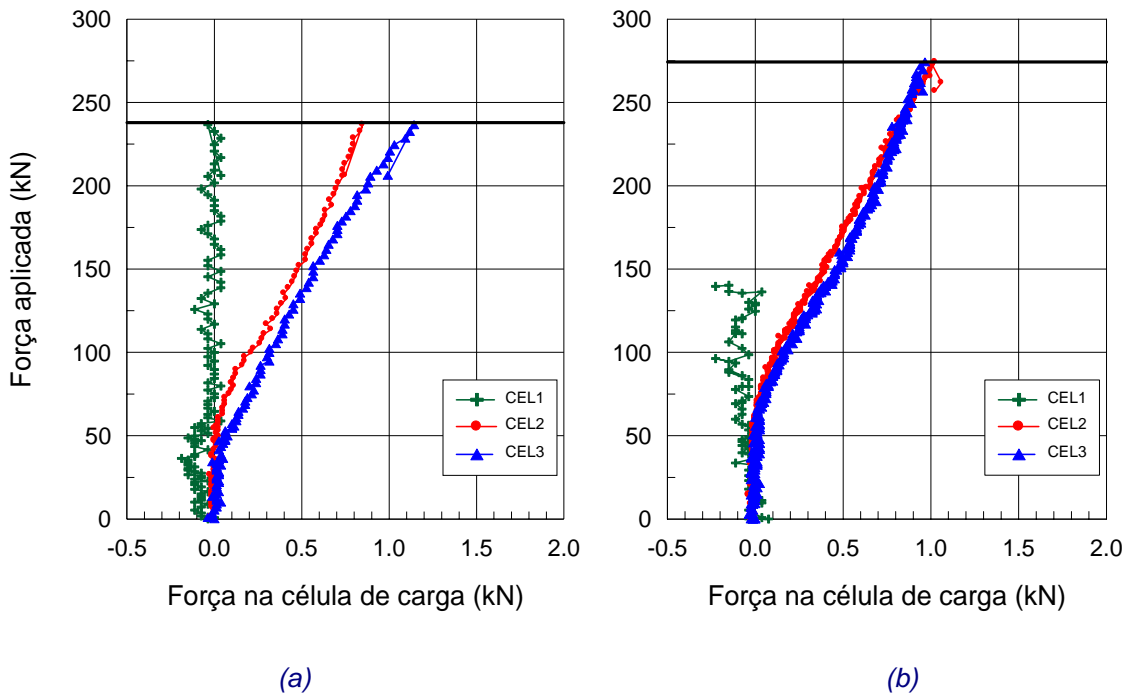 300
250
200
150
100
50
0
Força aplicada (kN)
CEL1
CEL2
CEL3
-0.5 0.0 0.5 1.0 1.5 2.0
Força na célula de carga (kN)
(a)
300
250
200
150
100
50
0
CEL1
CEL2
CEL3
-0.5 0.0 0.5 1.0 1.5 2.0
Força na célula de carga (kN)
(b)